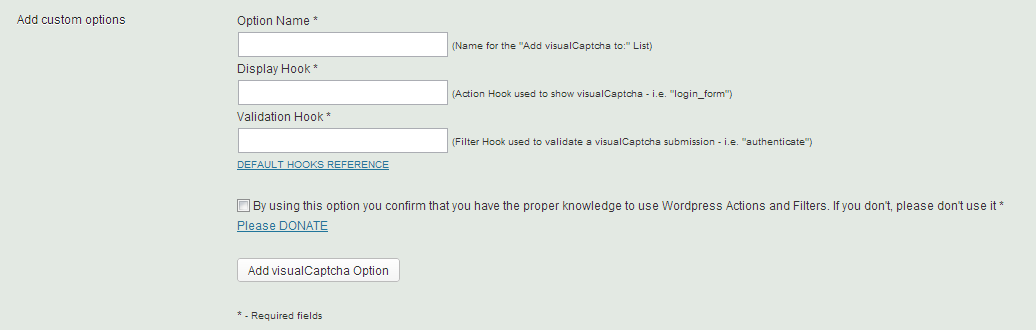 Add custom options
Option Name *
(Name for the "Add visualCaptcha to:" List)
Display Hook *
(Action Hook used to show visualCaptcha - i.e. "login_form")
Validation Hook *
(Filter Hook used to validate a visualCaptcha submission - i.e. "authenticate")
DEFAULT HOOKS REFERENCE
By using this option you confirm that you have the proper knowledge to use Wordpress Actions and Filters. If you don't, please don't use it *
Please DONATE
Add visualCaptcha Option
* - Required fields